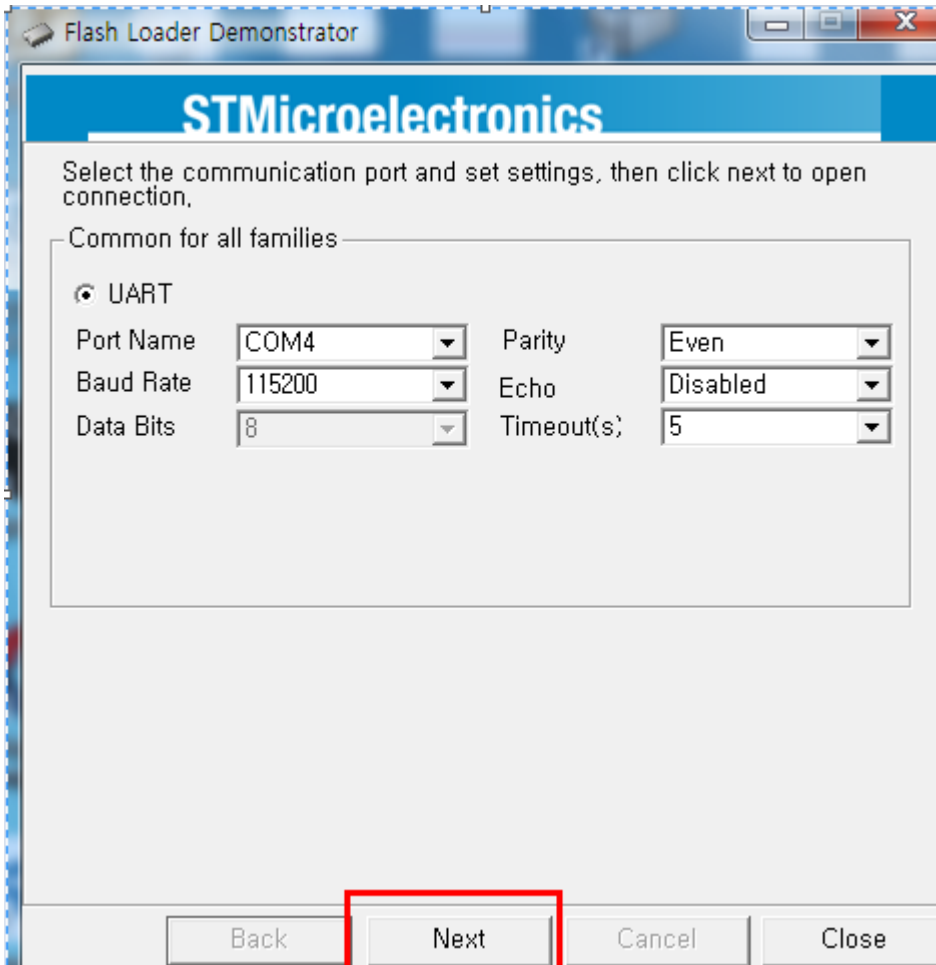 Flash Loader Demonstrator
STMicroelectronics
Select the communication port and set settings, then click next to open
connection,
Common for all families
UART
Port Name COM4 Parity Even
Baud Rate 115200 Echo Disabled
Data Bits 8 Timeout(s) 5
Back Next Cancel Close